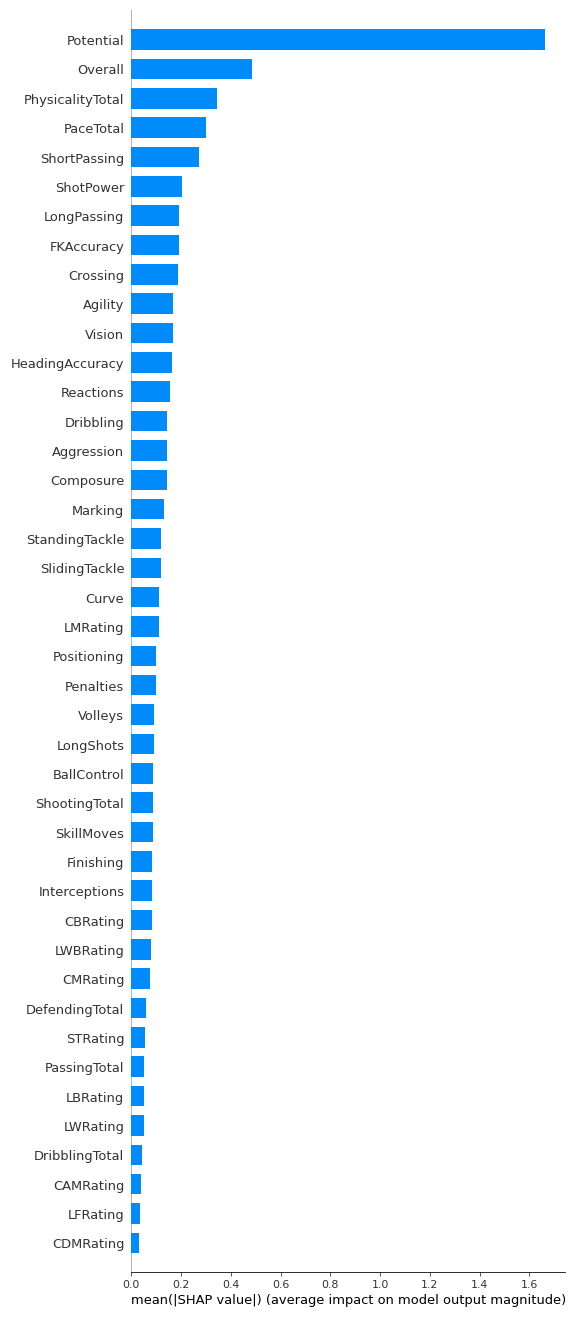 Potential
Overall
PhysicalityTotal
PaceTotal
ShortPassing
ShotPower
LongPassing
FKAccuracy
Crossing
Agility
Vision
HeadingAccuracy
Reactions
Dribbling
Aggression
Composure
Marking
StandingTackle
SlidingTackle
Curve
LMRating
Positioning
Penalties
Volleys
LongShots
BallControl
ShootingTotal
SkillMoves
Finishing
Interceptions
CBRating
LWBRating
CMRating
DefendingTotal
STRating
PassingTotal
LBRating
LWRating
DribblingTotal
CAMRating
LFRating
CDMRating
0.0 0.2 0.4 0.6 0.8 1.0 1.2 1.4 1.6
mean(|SHAP value|) (average impact on model output magnitude)